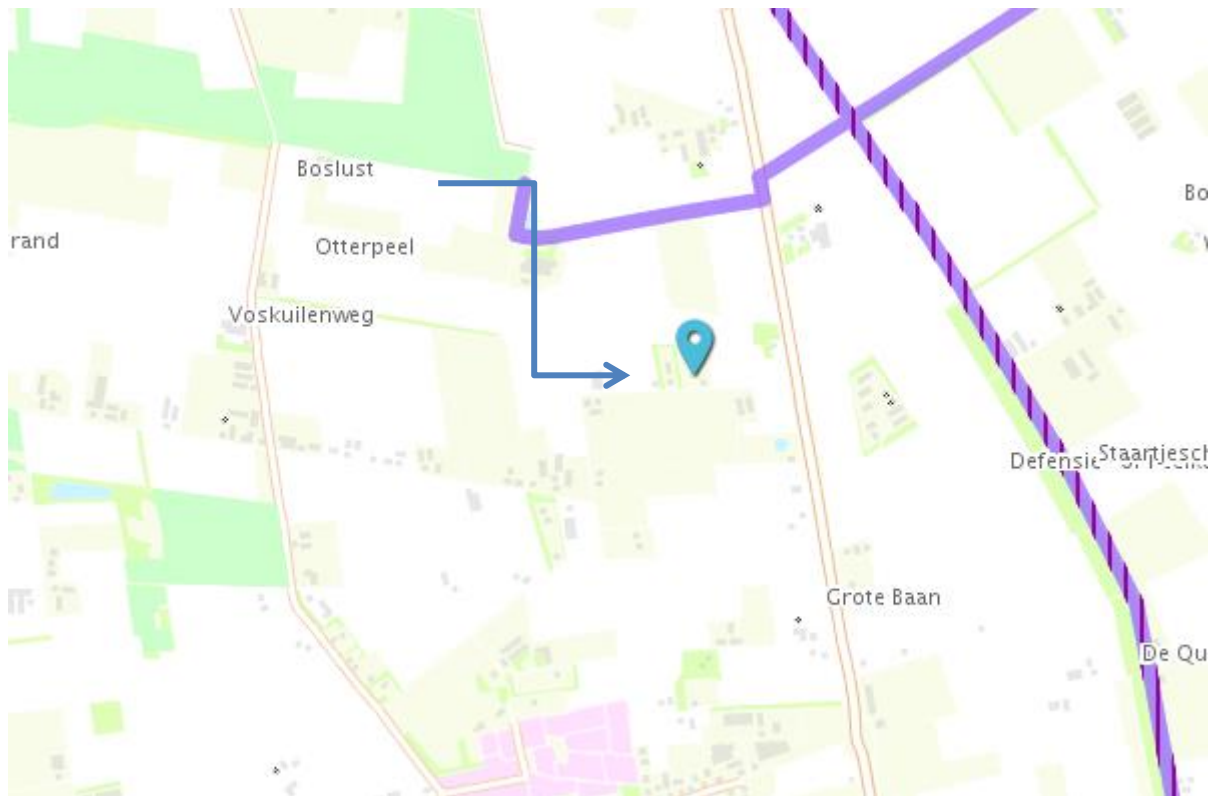 Boslust
Bo
rand
Otterpeel
Voskuilenweg
Defensie
Staartjesch
Grote Baan
De Qu